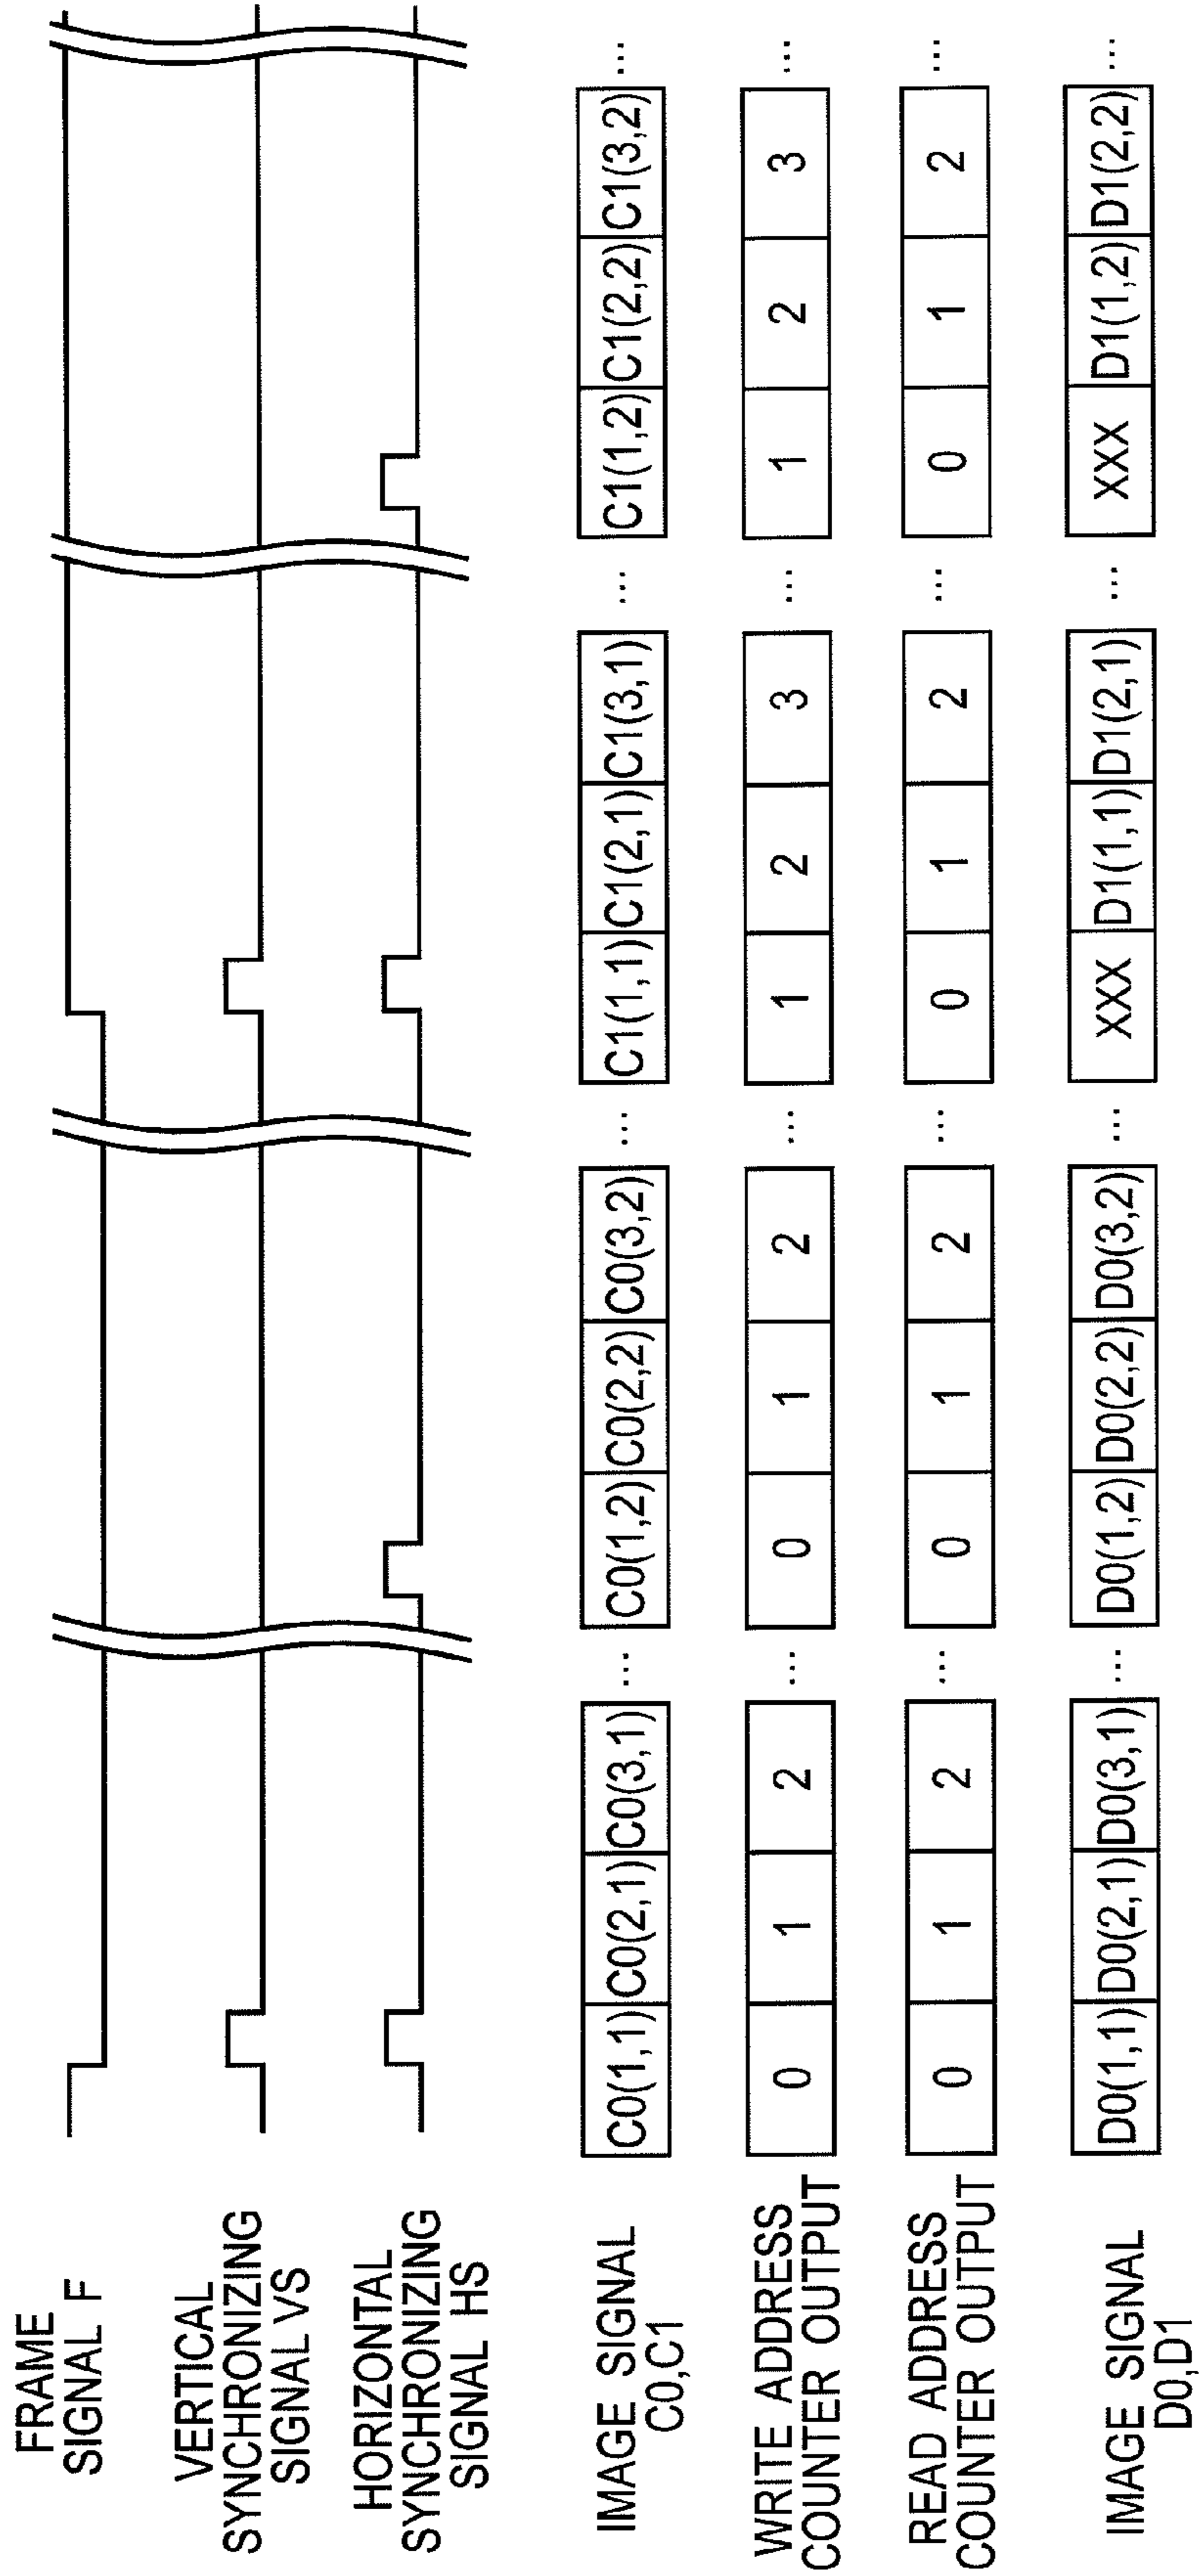 FRAME
SIGNAL F
VERTICAL
SYNCHRONIZING
SIGNAL VS
HORIZONTAL
SYNCHRONIZING
SIGNAL HS
IMAGE SIGNAL
C0,C1
C0(1,1) C0(2,1) C0(3,1) ... C0(1,2) C0(2,2) C0(3,2) ... C1(1,1) C1(2,1) C1(3,1) ... C1(1,2) C1(2,2) C1(3,2) ...
WRITE ADDRESS
COUNTER OUTPUT
0 1 2 ... 0 1 2 ... 1 2 3 ... 1 2 3 ...
READ ADDRESS
COUNTER OUTPUT
0 1 2 ... 0 1 2 ... 0 1 2 ... 0 1 2 ...
IMAGE SIGNAL
D0,D1
D0(1,1) D0(2,1) D0(3,1) ... D0(1,2) D0(2,2) D0(3,2) ... XXX D1(1,1) D1(2,1) ... XXX D1(1,2) D1(2,2) ...